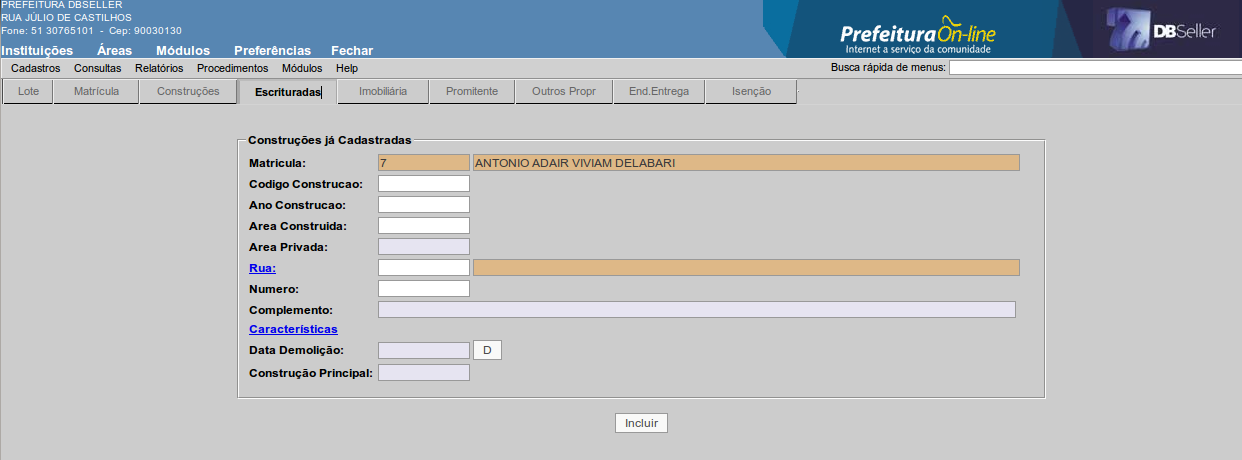 PREFEITURA DBSELLER
RUA JÚLIO DE CASTILHOS
Fone: 51 30765101 - Cep: 90030130
Instituições Áreas Módulos Preferências Fechar
Prefeitura On-line
Internet a serviço da comunidade
DBSeller
Cadastros Consultas Relatórios Procedimentos Módulos Help
Busca rápida de menus:
Lote Matrícula Construções Escrituradas Imobiliária Promitente Outros Propr End.Entrega Isenção
Construções já Cadastradas
Matricula: 7 ANTONIO ADAIR VIVIAM DELABARI
Codigo Construcao:
Ano Construcao:
Area Construida:
Area Privada:
Rua:
Numero:
Complemento:
Características
Data Demolição: D
Construção Principal:
Incluir